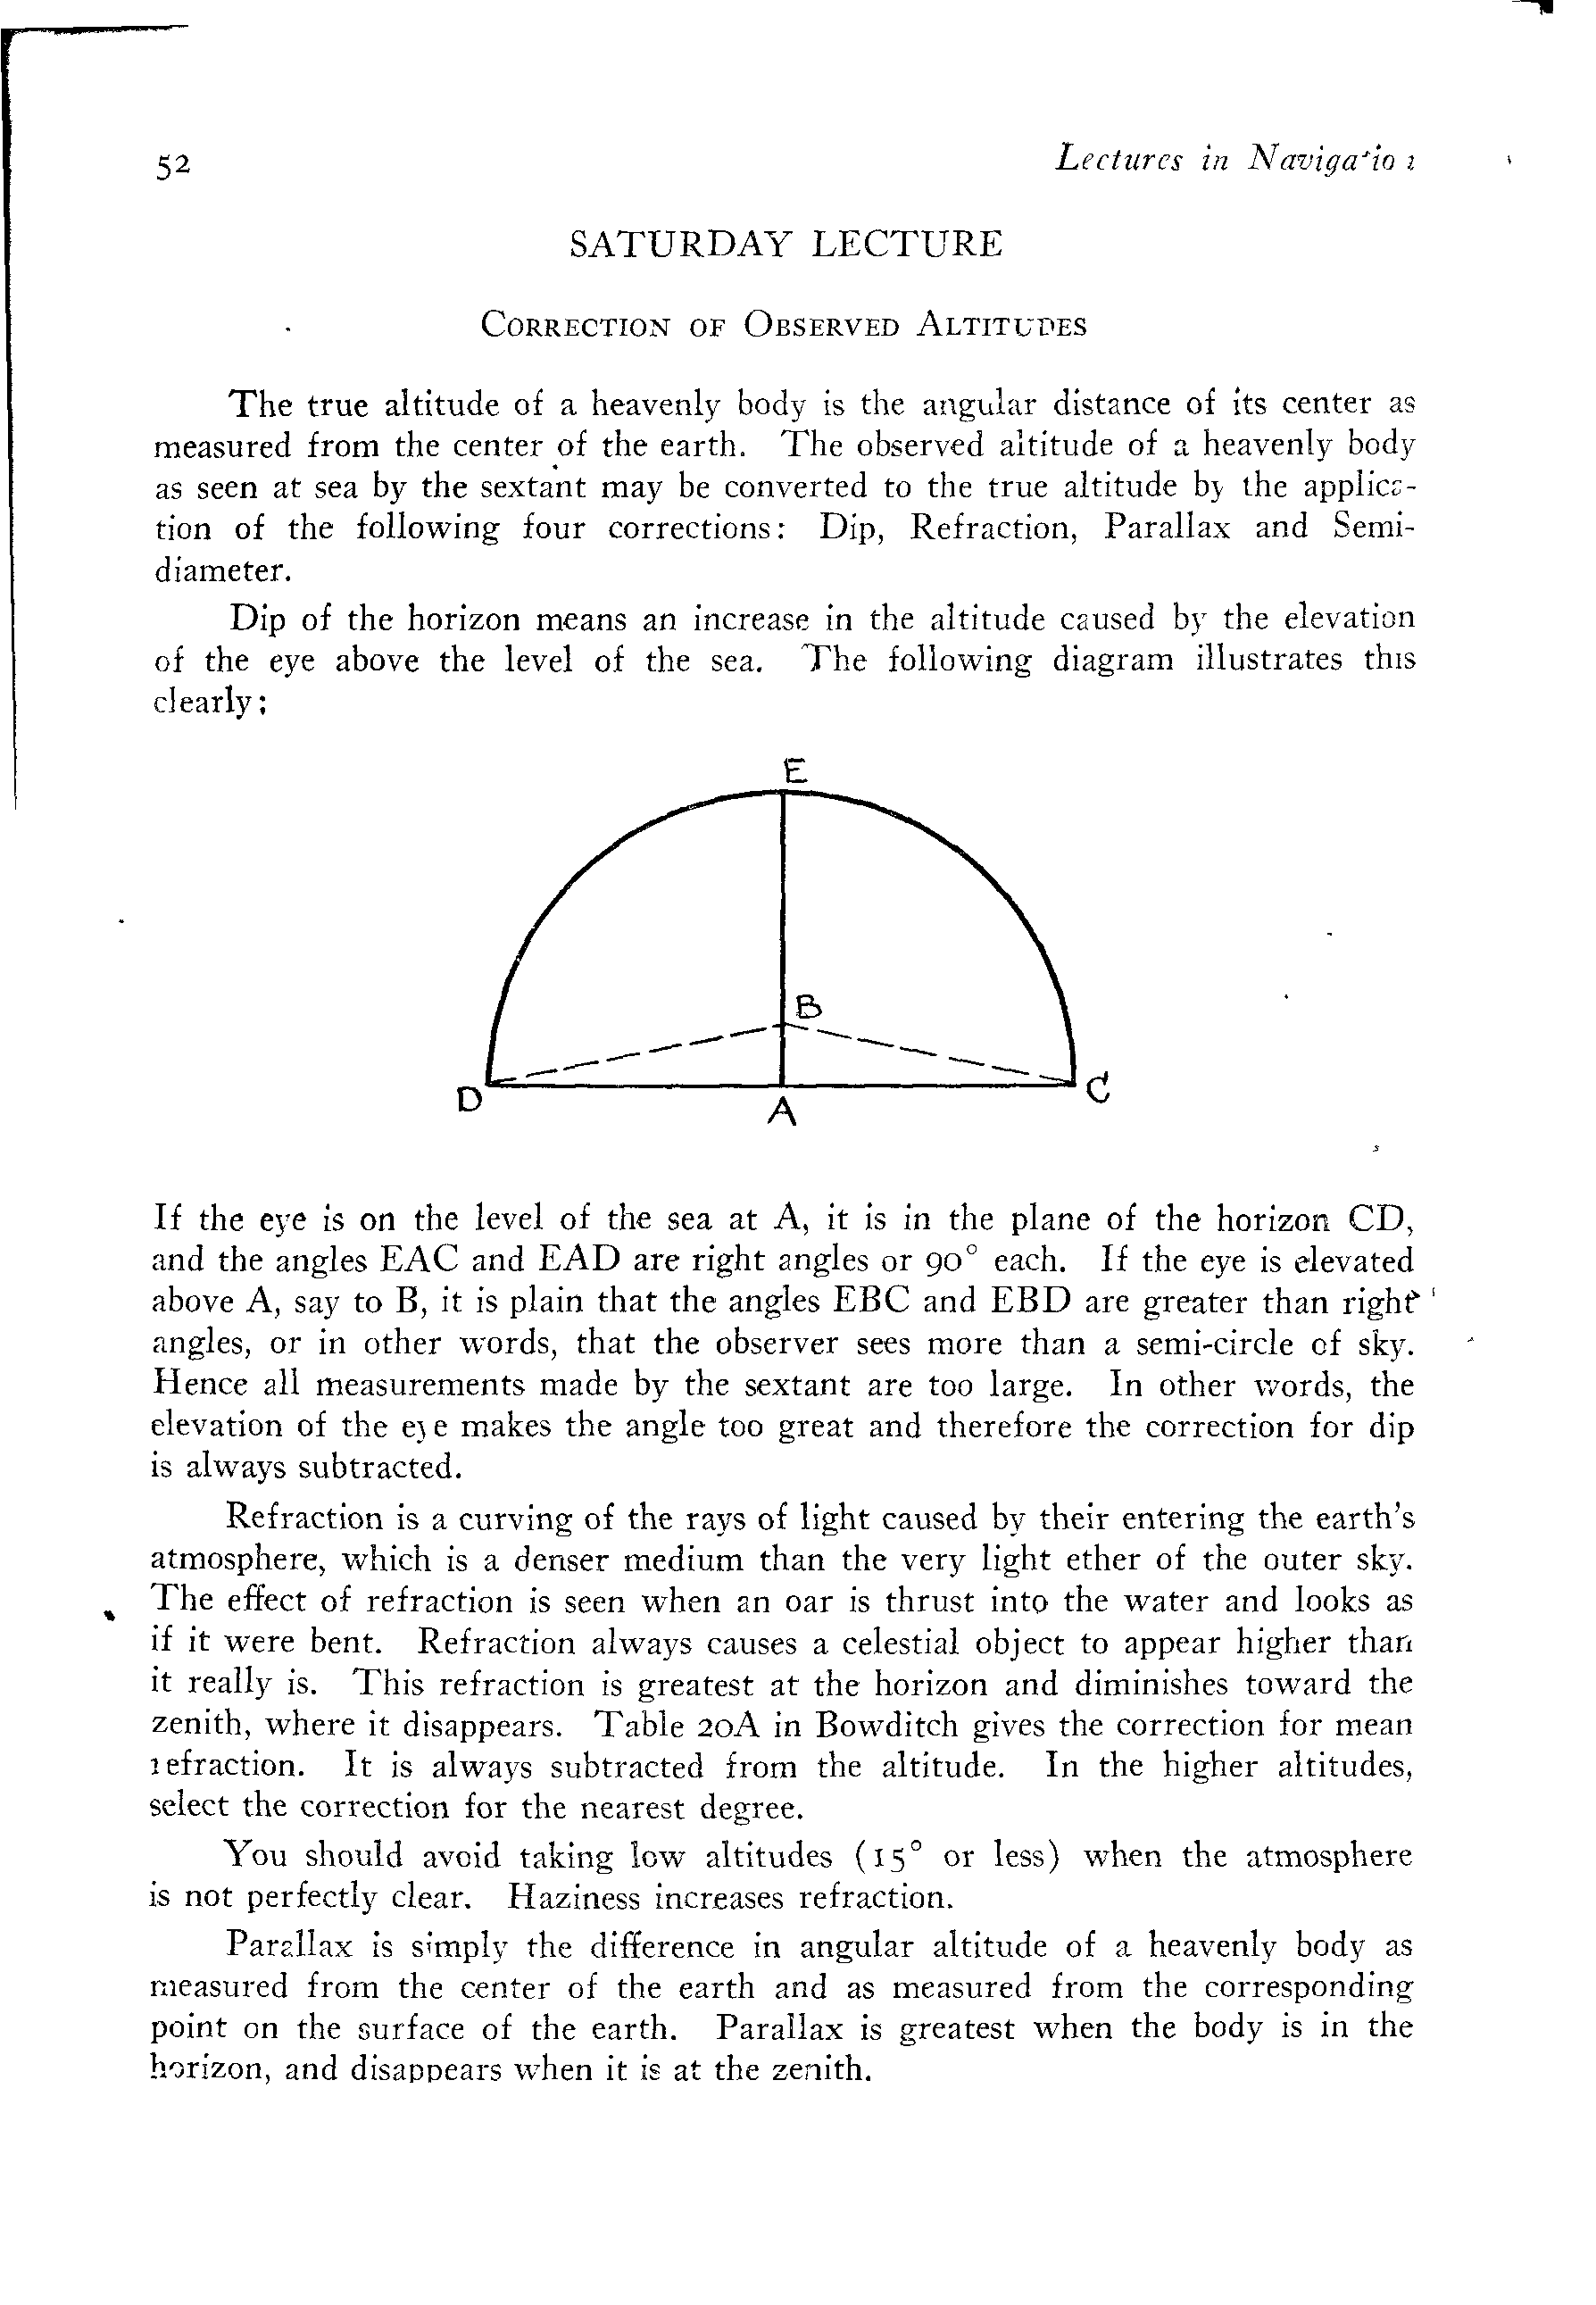 52
Lectures in Navigatio
SATURDAY LECTURE
CORRECTION OF OBSERVED ALTITUDES
The true altitude of a heavenly body is the angular distance of its center as
measured from the center of the earth. The observed altitude of a heavenly body
as seen at sea by the sextant may be converted to the true altitude by the applica-
tion of the following four corrections: Dip, Refraction, Parallax and Semi-
diameter.
Dip of the horizon means an increase in the altitude caused by the elevation
of the eye above the level of the sea. The following diagram illustrates this
clearly:
E
B
D
A
C
If the eye is on the level of the sea at A, it is in the plane of the horizon CD,
and the angles EAC and EAD are right angles or 90° each. If the eye is elevated
above A, say to B, it is plain that the angles EBC and EBD are greater than right
angles, or in other words, that the observer sees more than a semi-circle of sky.
Hence all measurements made by the sextant are too large. In other words, the
elevation of the eye makes the angle too great and therefore the correction for dip
is always subtracted.
Refraction is a curving of the rays of light caused by their entering the earth's
atmosphere, which is a denser medium than the very light ether of the outer sky.
The effect of refraction is seen when an oar is thrust into the water and looks as
if it were bent. Refraction always causes a celestial object to appear higher than
it really is. This refraction is greatest at the horizon and diminishes toward the
zenith, where it disappears. Table 20A in Bowditch gives the correction for mean
refraction. It is always subtracted from the altitude. In the higher altitudes,
select the correction for the nearest degree.
You should avoid taking low altitudes (15° or less) when the atmosphere
is not perfectly clear. Haziness increases refraction.
Parallax is simply the difference in angular altitude of a heavenly body as
measured from the center of the earth and as measured from the corresponding
point on the surface of the earth. Parallax is greatest when the body is in the
horizon, and disappears when it is at the zenith.